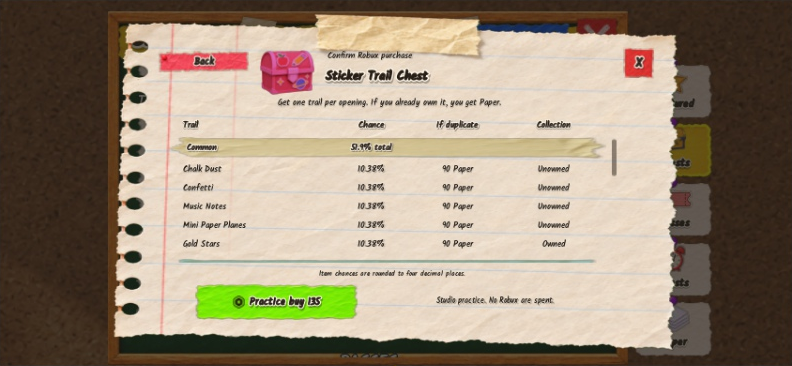 Confirm Robux purchase
Back
Sticker Trail Chest
X
Get one trail per opening. If you already own it, you get Paper.
Trail Chance If duplicate Collection
Common 51.9% total
Chalk Dust 10.38% 90 Paper Unowned
Confetti 10.38% 90 Paper Unowned
Music Notes 10.38% 90 Paper Unowned
Mini Paper Planes 10.38% 90 Paper Unowned
Gold Stars 10.38% 90 Paper Owned
Item chances are rounded to four decimal places.
Practice buy 135
Studio practice. No Robux are spent.